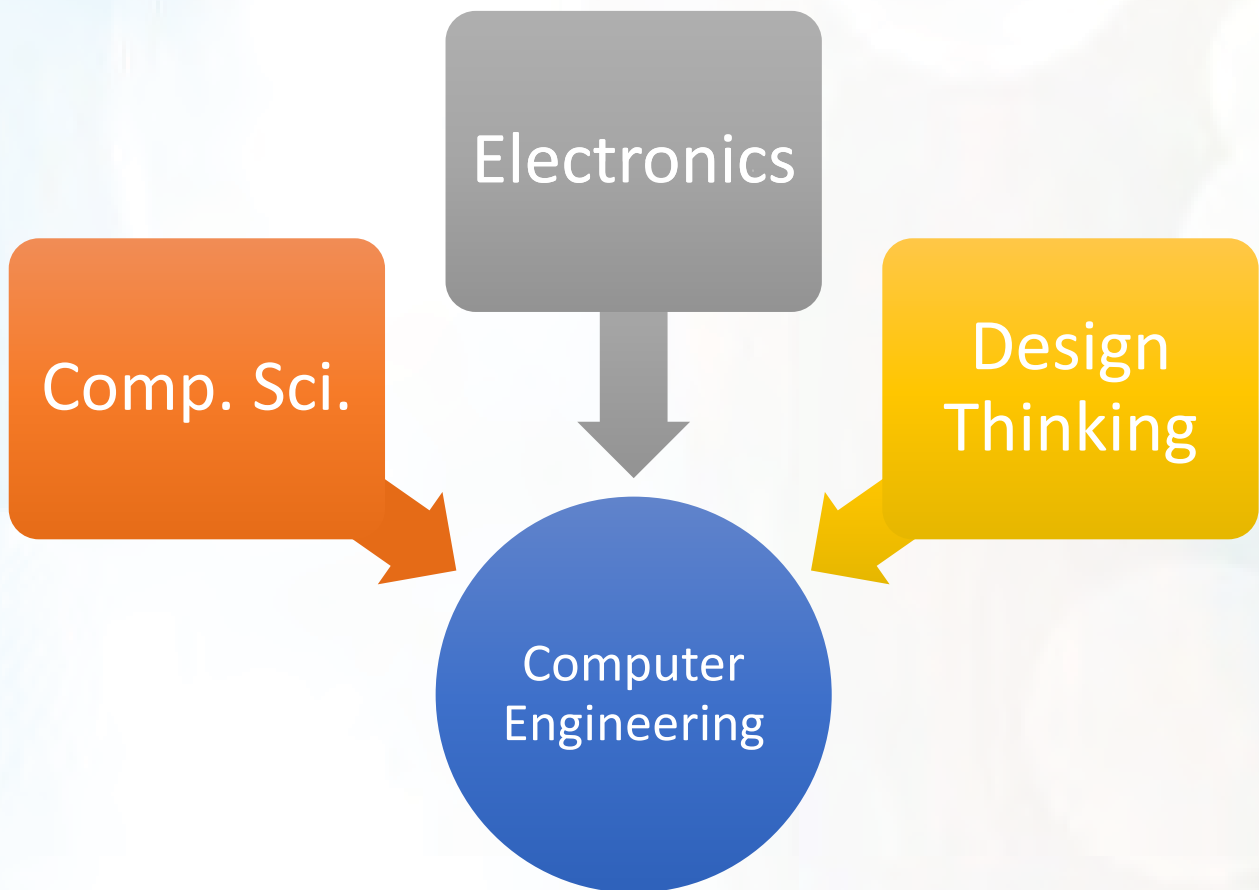 Electronics
Comp. Sci.
Design
Thinking
Computer
Engineering